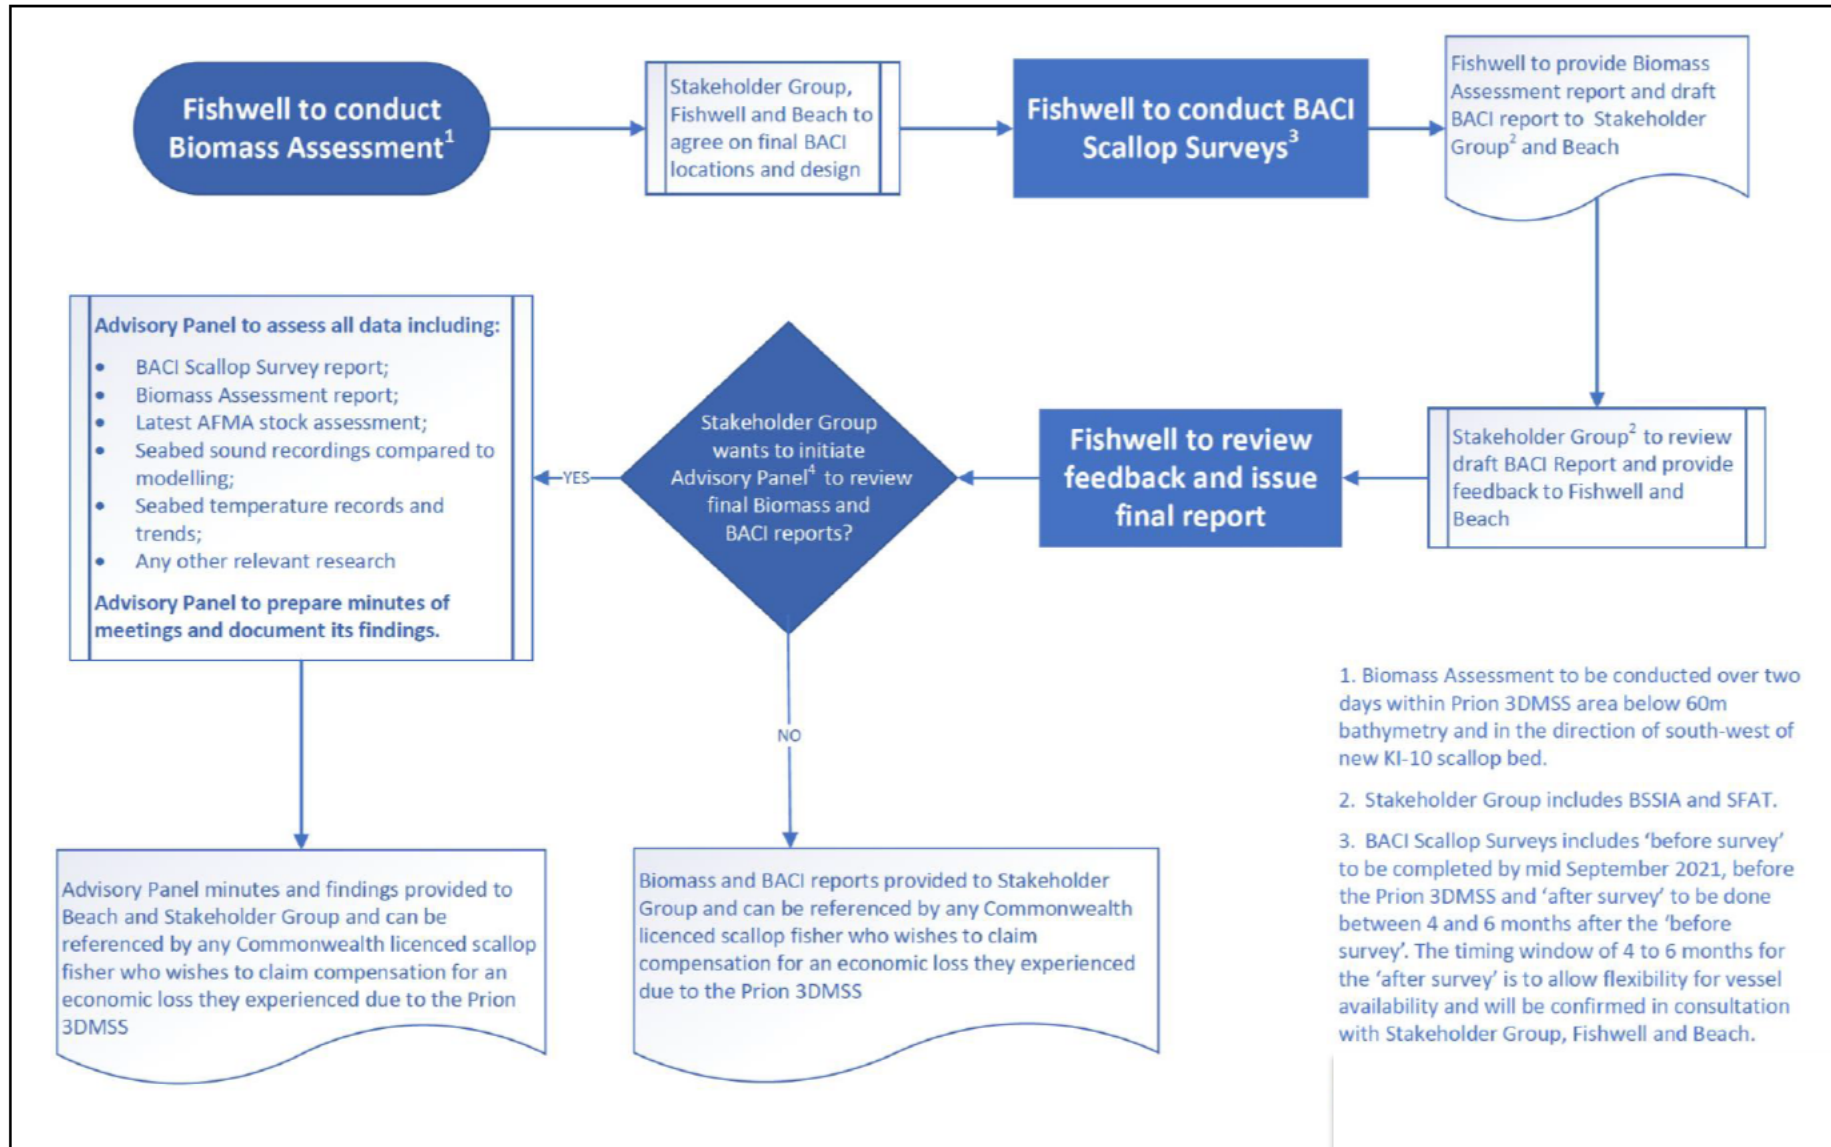 Fishwell to conduct
Biomass Assessment¹
Stakeholder Group,
Fishwell and Beach to
agree on final BACI
locations and design
Fishwell to conduct BACI
Scallop Surveys³
Fishwell to provide Biomass
Assessment report and draft
BACI report to Stakeholder
Group² and Beach
Stakeholder Group² to review
draft BACI Report and provide
feedback to Fishwell and
Beach
Fishwell to review
feedback and issue
final report
Stakeholder Group
wants to initiate
Advisory Panel⁴ to review
final Biomass and
BACI reports?
YES
NO
Advisory Panel to assess all data including:
• BACI Scallop Survey report;
• Biomass Assessment report;
• Latest AFMA stock assessment;
• Seabed sound recordings compared to
modelling;
• Seabed temperature records and
trends;
• Any other relevant research
Advisory Panel to prepare minutes of
meetings and document its findings.
Advisory Panel minutes and findings provided to
Beach and Stakeholder Group and can be
referenced by any Commonwealth licenced scallop
fisher who wishes to claim compensation for an
economic loss they experienced due to the Prion
3DMSS
Biomass and BACI reports provided to Stakeholder
Group and can be referenced by any Commonwealth
licenced scallop fisher who wishes to claim
compensation for an economic loss they experienced
due to the Prion 3DMSS
1. Biomass Assessment to be conducted over two
days within Prion 3DMSS area below 60m
bathymetry and in the direction of south-west of
new KI-10 scallop bed.
2. Stakeholder Group includes BSSIA and SFAT.
3. BACI Scallop Surveys includes ‘before survey’
to be completed by mid September 2021, before
the Prion 3DMSS and ‘after survey’ to be done
between 4 and 6 months after the ‘before
survey’. The timing window of 4 to 6 months for
the ‘after survey’ is to allow flexibility for vessel
availability and will be confirmed in consultation
with Stakeholder Group, Fishwell and Beach.